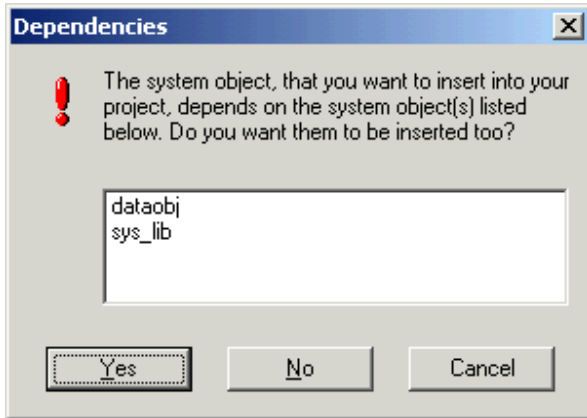 Dependencies
The system object, that you want to insert into your
project, depends on the system object(s) listed
below. Do you want them to be inserted too?
dataobj
sys_lib
Yes No Cancel